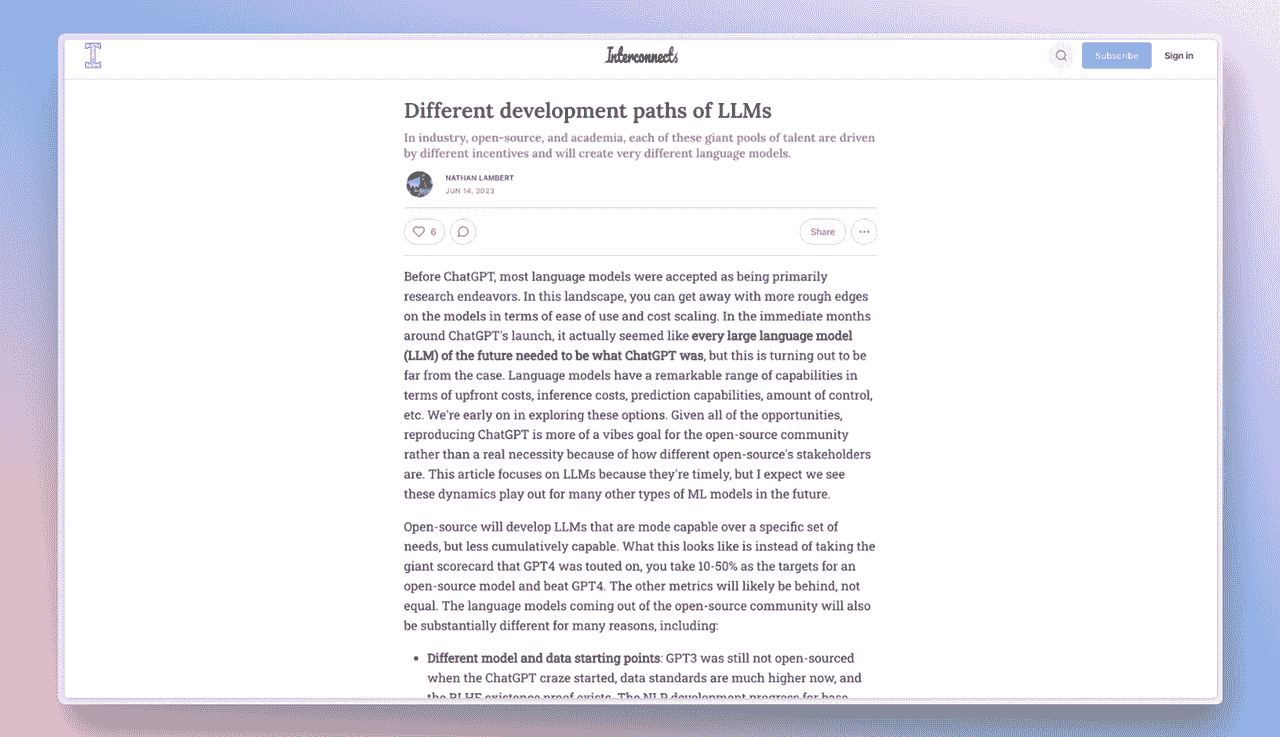 I
Interconnects
Subscribe
Sign in
Different development paths of LLMs
In industry, open-source, and academia, each of these giant pools of talent are driven
by different incentives and will create very different language models.
NATHAN LAMBERT
JUN 14, 2023
6
Share
Before ChatGPT, most language models were accepted as being primarily
research endeavors. In this landscape, you can get away with more rough edges
on the models in terms of ease of use and cost scaling. In the immediate months
around ChatGPT's launch, it actually seemed like every large language model
(LLM) of the future needed to be what ChatGPT was, but this is turning out to be
far from the case. Language models have a remarkable range of capabilities in
terms of upfront costs, inference costs, prediction capabilities, amount of control,
etc. We're early on in exploring these options. Given all of the opportunities,
reproducing ChatGPT is more of a vibes goal for the open-source community
rather than a real necessity because of how different open-source's stakeholders
are. This article focuses on LLMs because they're timely, but I expect we see
these dynamics play out for many other types of ML models in the future.
Open-source will develop LLMs that are mode capable over a specific set of
needs, but less cumulatively capable. What this looks like is instead of taking the
giant scorecard that GPT4 was touted on, you take 10-50% as the targets for an
open-source model and beat GPT4. The other metrics will likely be behind, not
equal. The language models coming out of the open-source community will also
be substantially different for many reasons, including:
• Different model and data starting points: GPT3 was still not open-sourced
when the ChatGPT craze started, data standards are much higher now, and
the RLHF existence proof exists. The NLP development progress for base